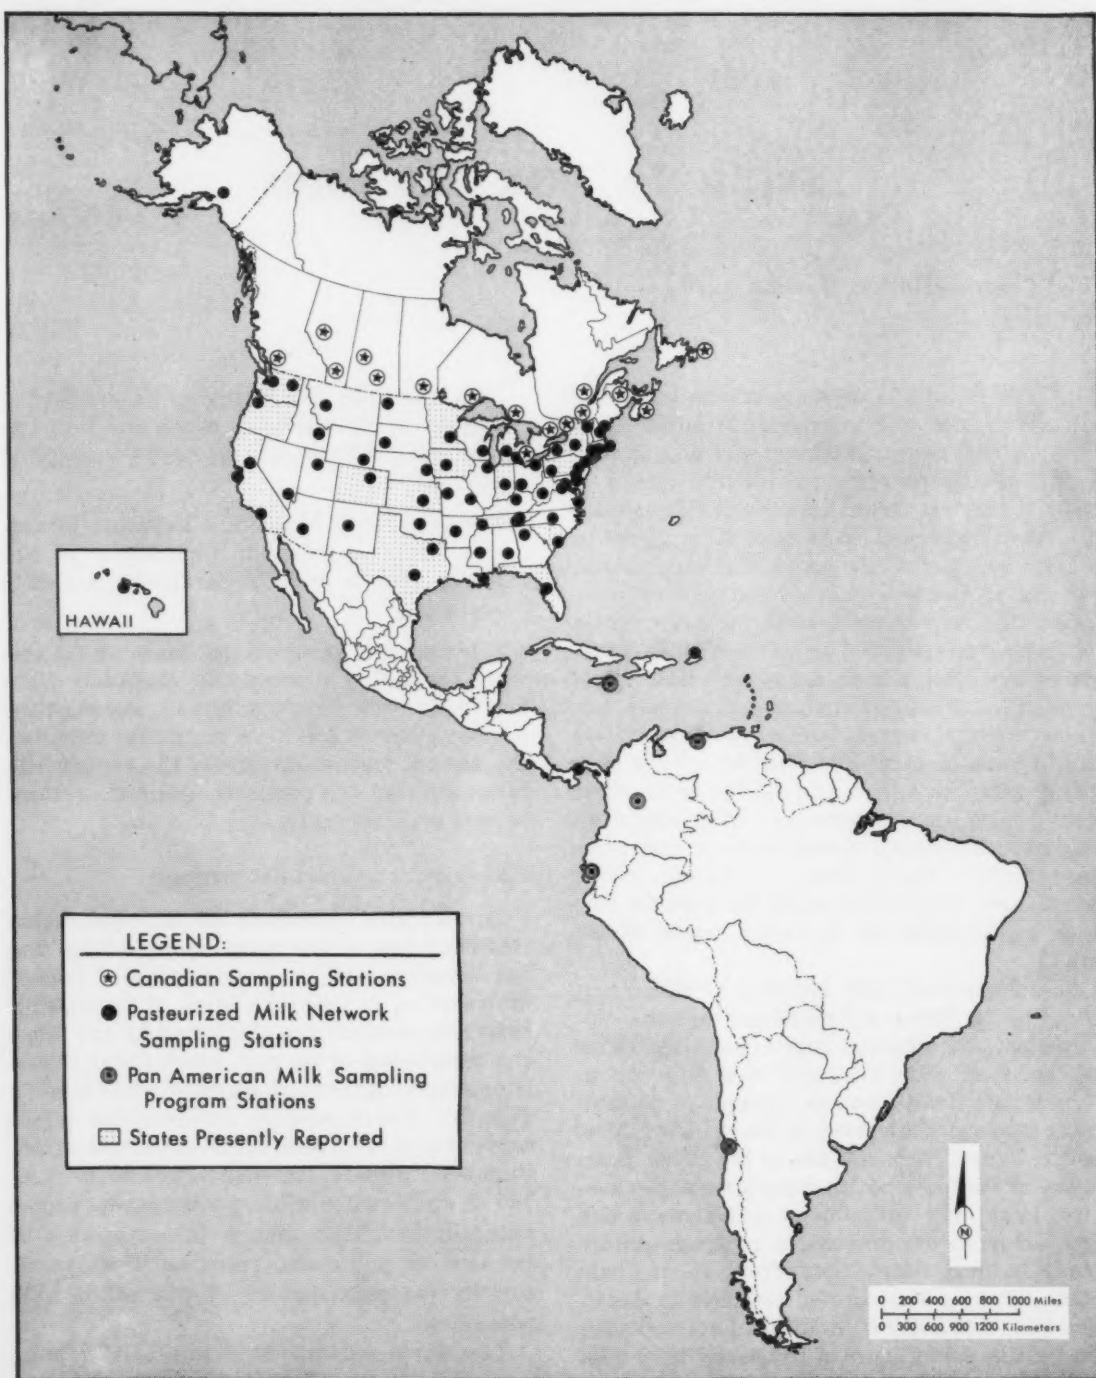 HAWAII
LEGEND:
Canadian Sampling Stations
Pasteurized Milk Network
Sampling Stations
Pan American Milk Sampling
Program Stations
States Presently Reported
N
0 200 400 600 800 1000 Miles
0 300 600 900 1200 Kilometers